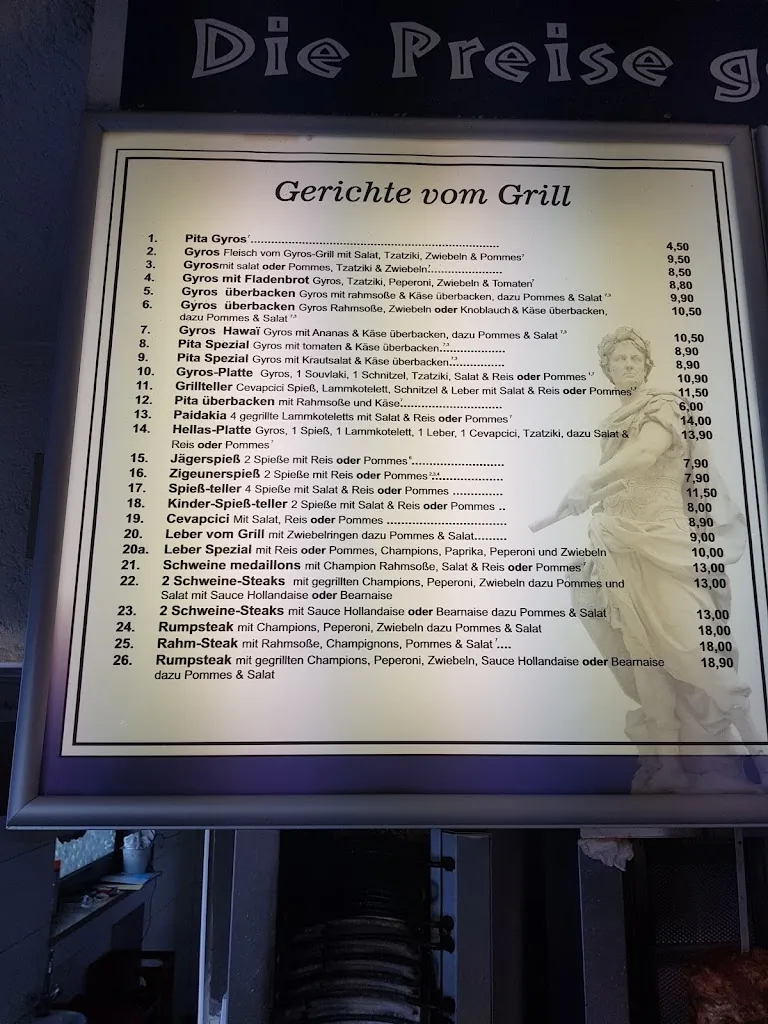 Die Preise
Gerichte vom Grill
1. Pita Gyros⁷ 4,50
2. Gyros Fleisch vom Gyros-Grill mit Salat, Tzatziki, Zwiebeln & Pommes⁷ 9,50
3. Gyrosmit salat oder Pommes, Tzatziki & Zwiebeln⁷ 8,50
4. Gyros mit Fladenbrot Gyros, Tzatziki, Peperoni, Zwiebeln & Tomaten⁷ 8,80
5. Gyros überbacken Gyros mit rahmsoße & Käse überbacken, dazu Pommes & Salat 9,90
6. Gyros überbacken Gyros Rahmsoße, Zwiebeln oder Knoblauch & Käse überbacken, 10,50
dazu Pommes & Salat
7. Gyros Hawaï Gyros mit Ananas & Käse überbacken, dazu Pommes & Salat 10,50
8. Pita Spezial Gyros mit tomaten & Käse überbacken 8,90
9. Pita Spezial Gyros mit Krautsalat & Käse überbacken 8,90
10. Gyros-Platte Gyros, 1 Souvlaki, 1 Schnitzel, Tzatziki, Salat & Reis oder Pommes 10,90
11. Grillteller Cevapcici Spieß, Lammkotelett, Schnitzel & Leber mit Salat & Reis oder Pommes 11,50
12. Pita überbacken mit Rahmsoße und Käse 6,00
13. Paidakia 4 gegrillte Lammkoteletts mit Salat & Reis oder Pommes⁷ 14,00
14. Hellas-Platte Gyros, 1 Spieß, 1 Lammkotelett, 1 Leber, 1 Cevapcici, Tzatziki, dazu Salat & 13,90
Reis oder Pommes⁷
15. Jägerspieß 2 Spieße mit Reis oder Pommes 7,90
16. Zigeunerspieß 2 Spieße mit Reis oder Pommes 7,90
17. Spieß-teller 4 Spieße mit Salat & Reis oder Pommes 11,50
18. Kinder-Spieß-teller 2 Spieße mit Salat & Reis oder Pommes .. 8,00
19. Cevapcici Mit Salat, Reis oder Pommes 8,90
20. Leber vom Grill mit Zwiebelringen dazu Pommes & Salat 9,00
20a. Leber Spezial mit Reis oder Pommes, Champions, Paprika, Peperoni und Zwiebeln 10,00
21. Schweine medaillons mit Champion Rahmsoße, Salat & Reis oder Pommes⁷ 13,00
22. 2 Schweine-Steaks mit gegrillten Champions, Peperoni, Zwiebeln dazu Pommes und 13,00
Salat mit Sauce Hollandaise oder Bearnaise
23. 2 Schweine-Steaks mit Sauce Hollandaise oder Bearnaise dazu Pommes & Salat 13,00
24. Rumpsteak mit Champions, Peperoni, Zwiebeln dazu Pommes & Salat 18,00
25. Rahm-Steak mit Rahmsoße, Champignons, Pommes & Salat⁷.... 18,00
26. Rumpsteak mit gegrillten Champions, Peperoni, Zwiebeln, Sauce Hollandaise oder Bearnaise 18,90
dazu Pommes & Salat